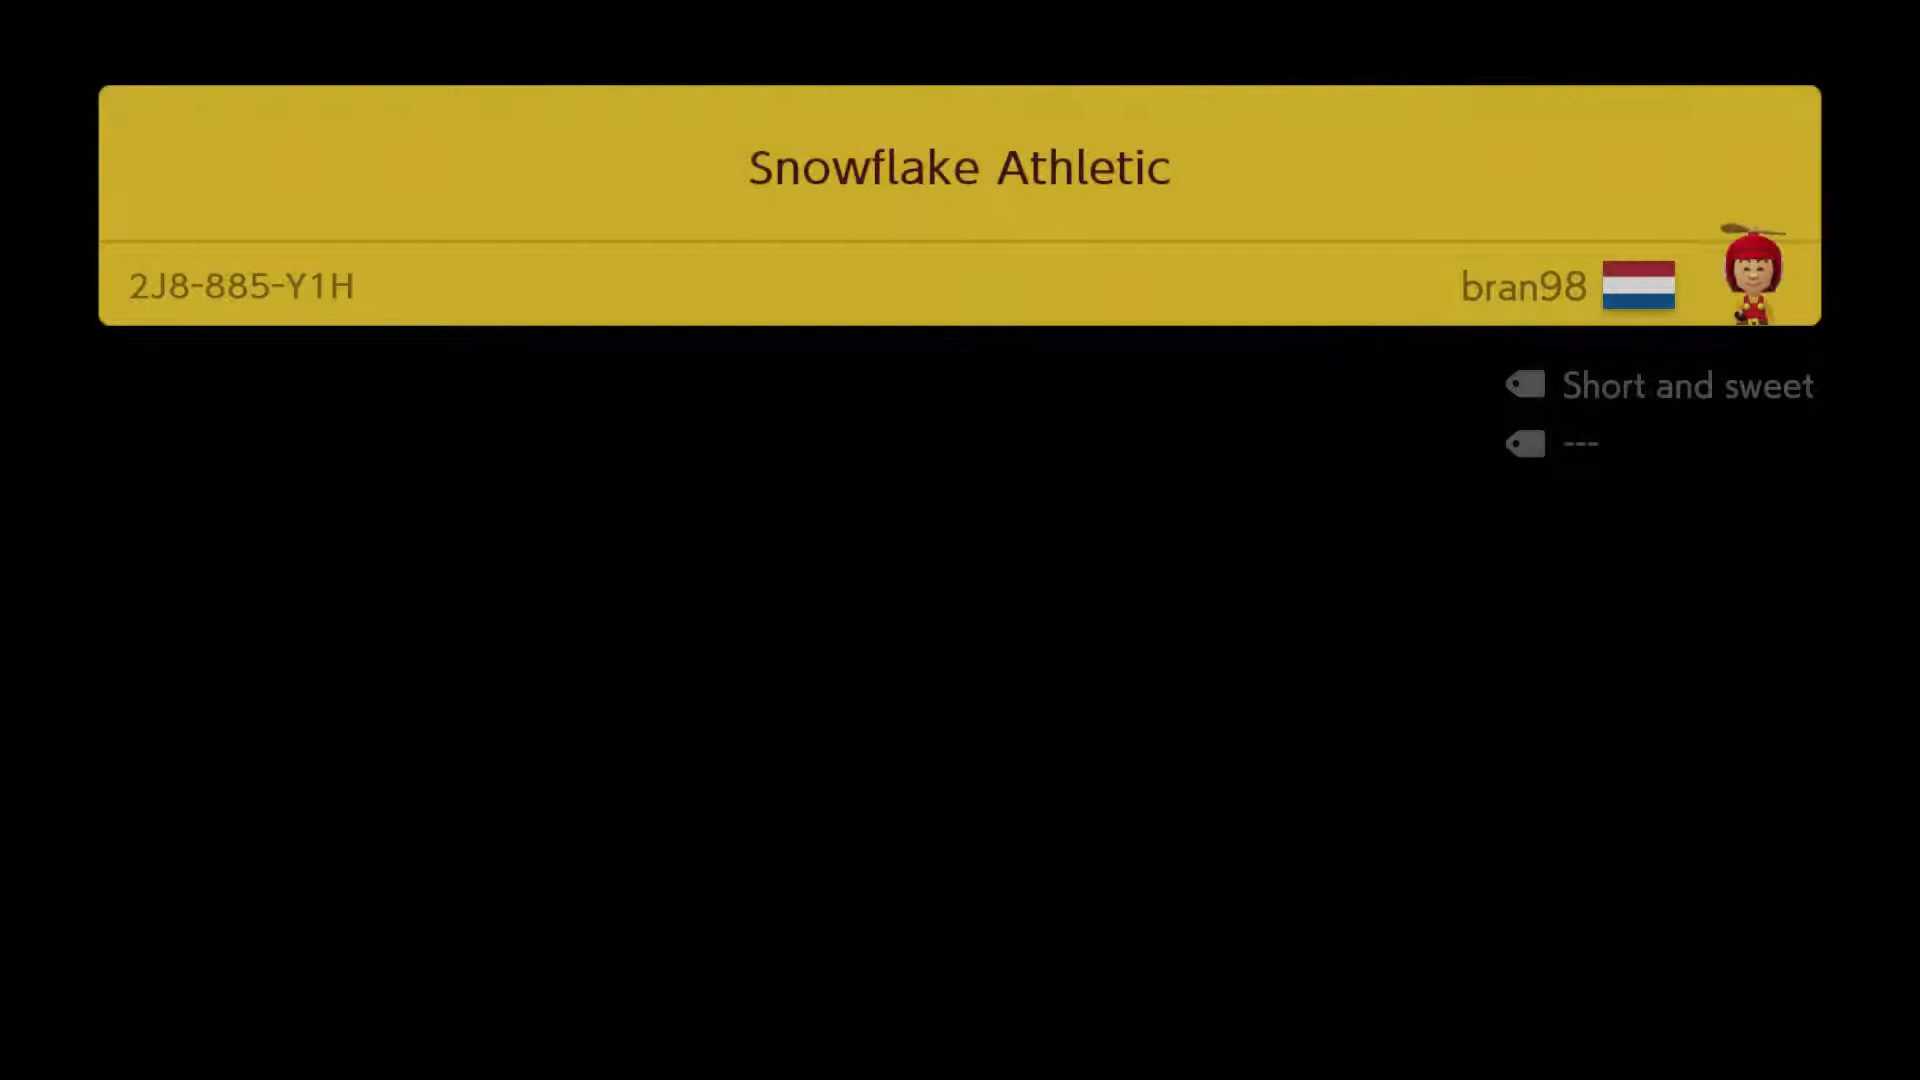 Snowflake Athletic
2J8-885-Y1H
bran98
Short and sweet
---